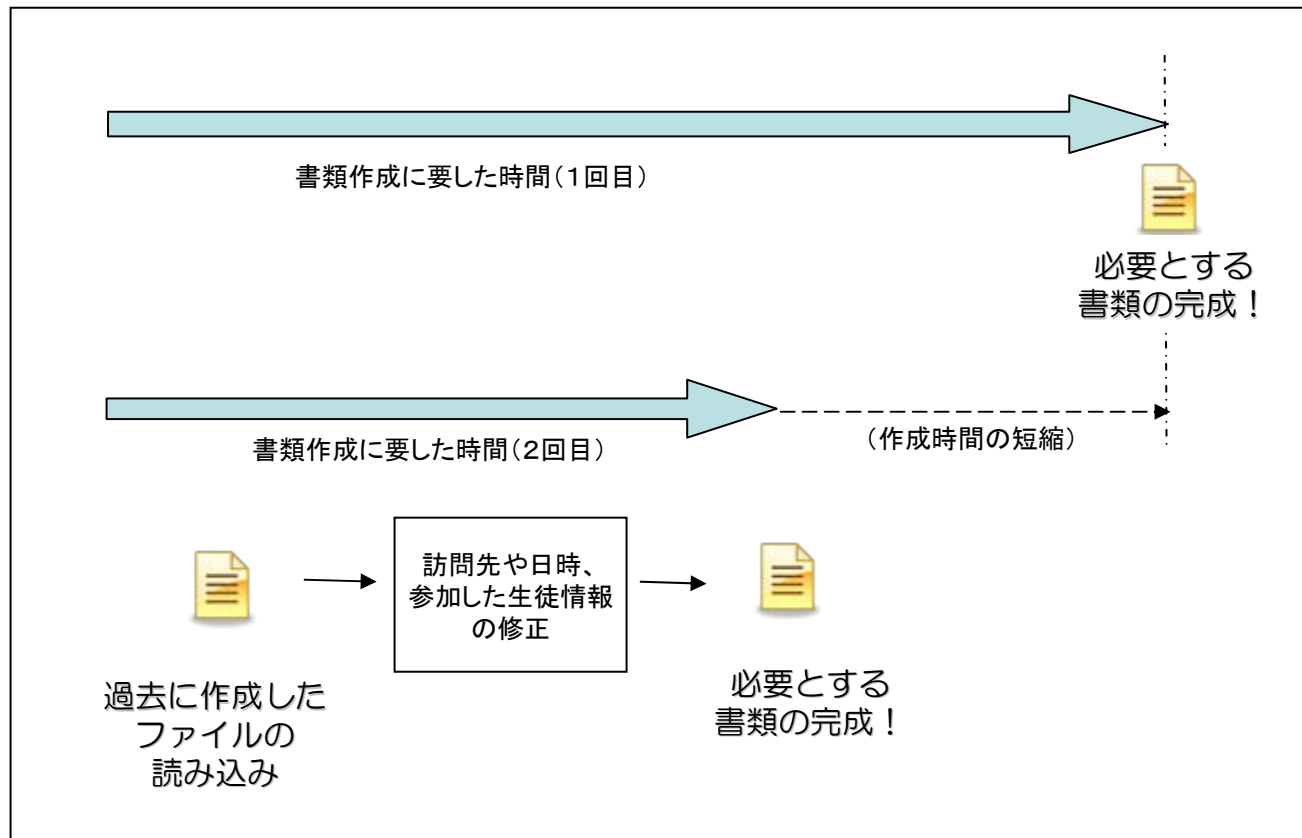 書類作成に要した時間(1回目)
必要とする
書類の完成！
書類作成に要した時間(2回目)
(作成時間の短縮)
過去に作成した
ファイルの
読み込み
訪問先や日時、
参加した生徒情報
の修正
必要とする
書類の完成！